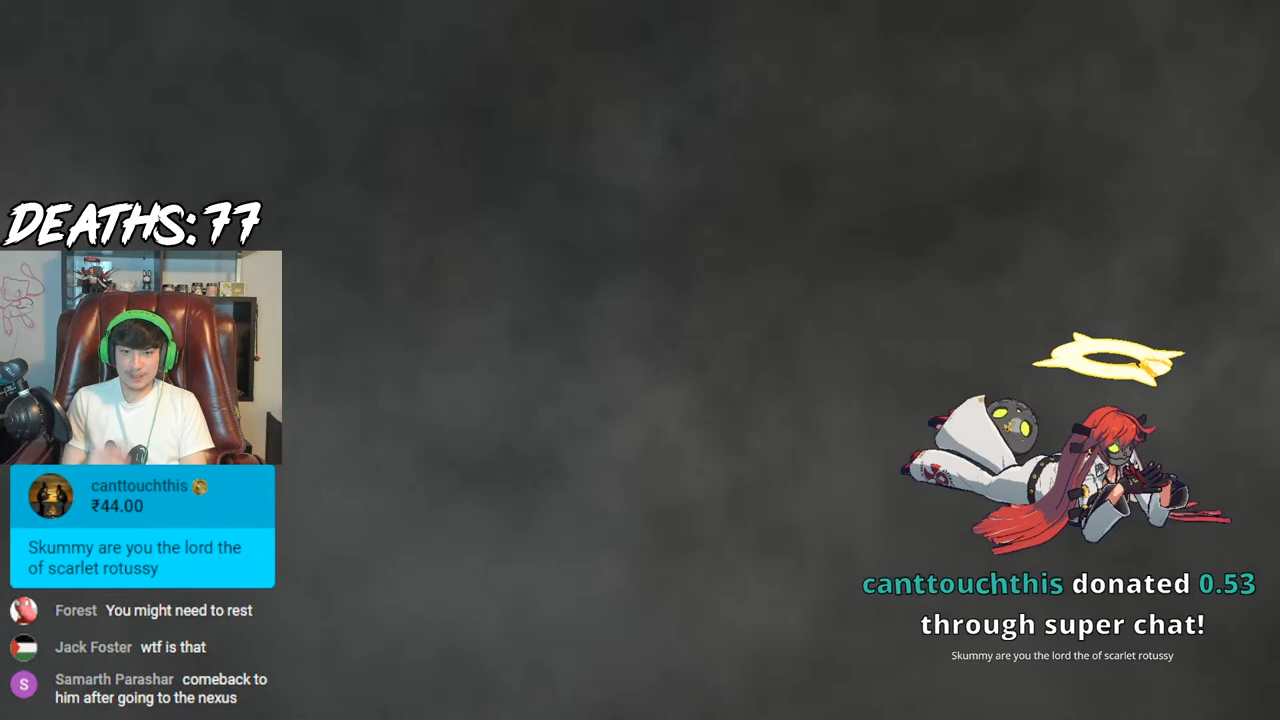 DEATHS:77
canttouchthis
₹44.00
Skummy are you the lord the
of scarlet rotussy
Forest You might need to rest
Jack Foster wtf is that
S
Samarth Parashar comeback to
him after going to the nexus
canttouchthis donated 0.53
through super chat!
Skummy are you the lord the of scarlet rotussy